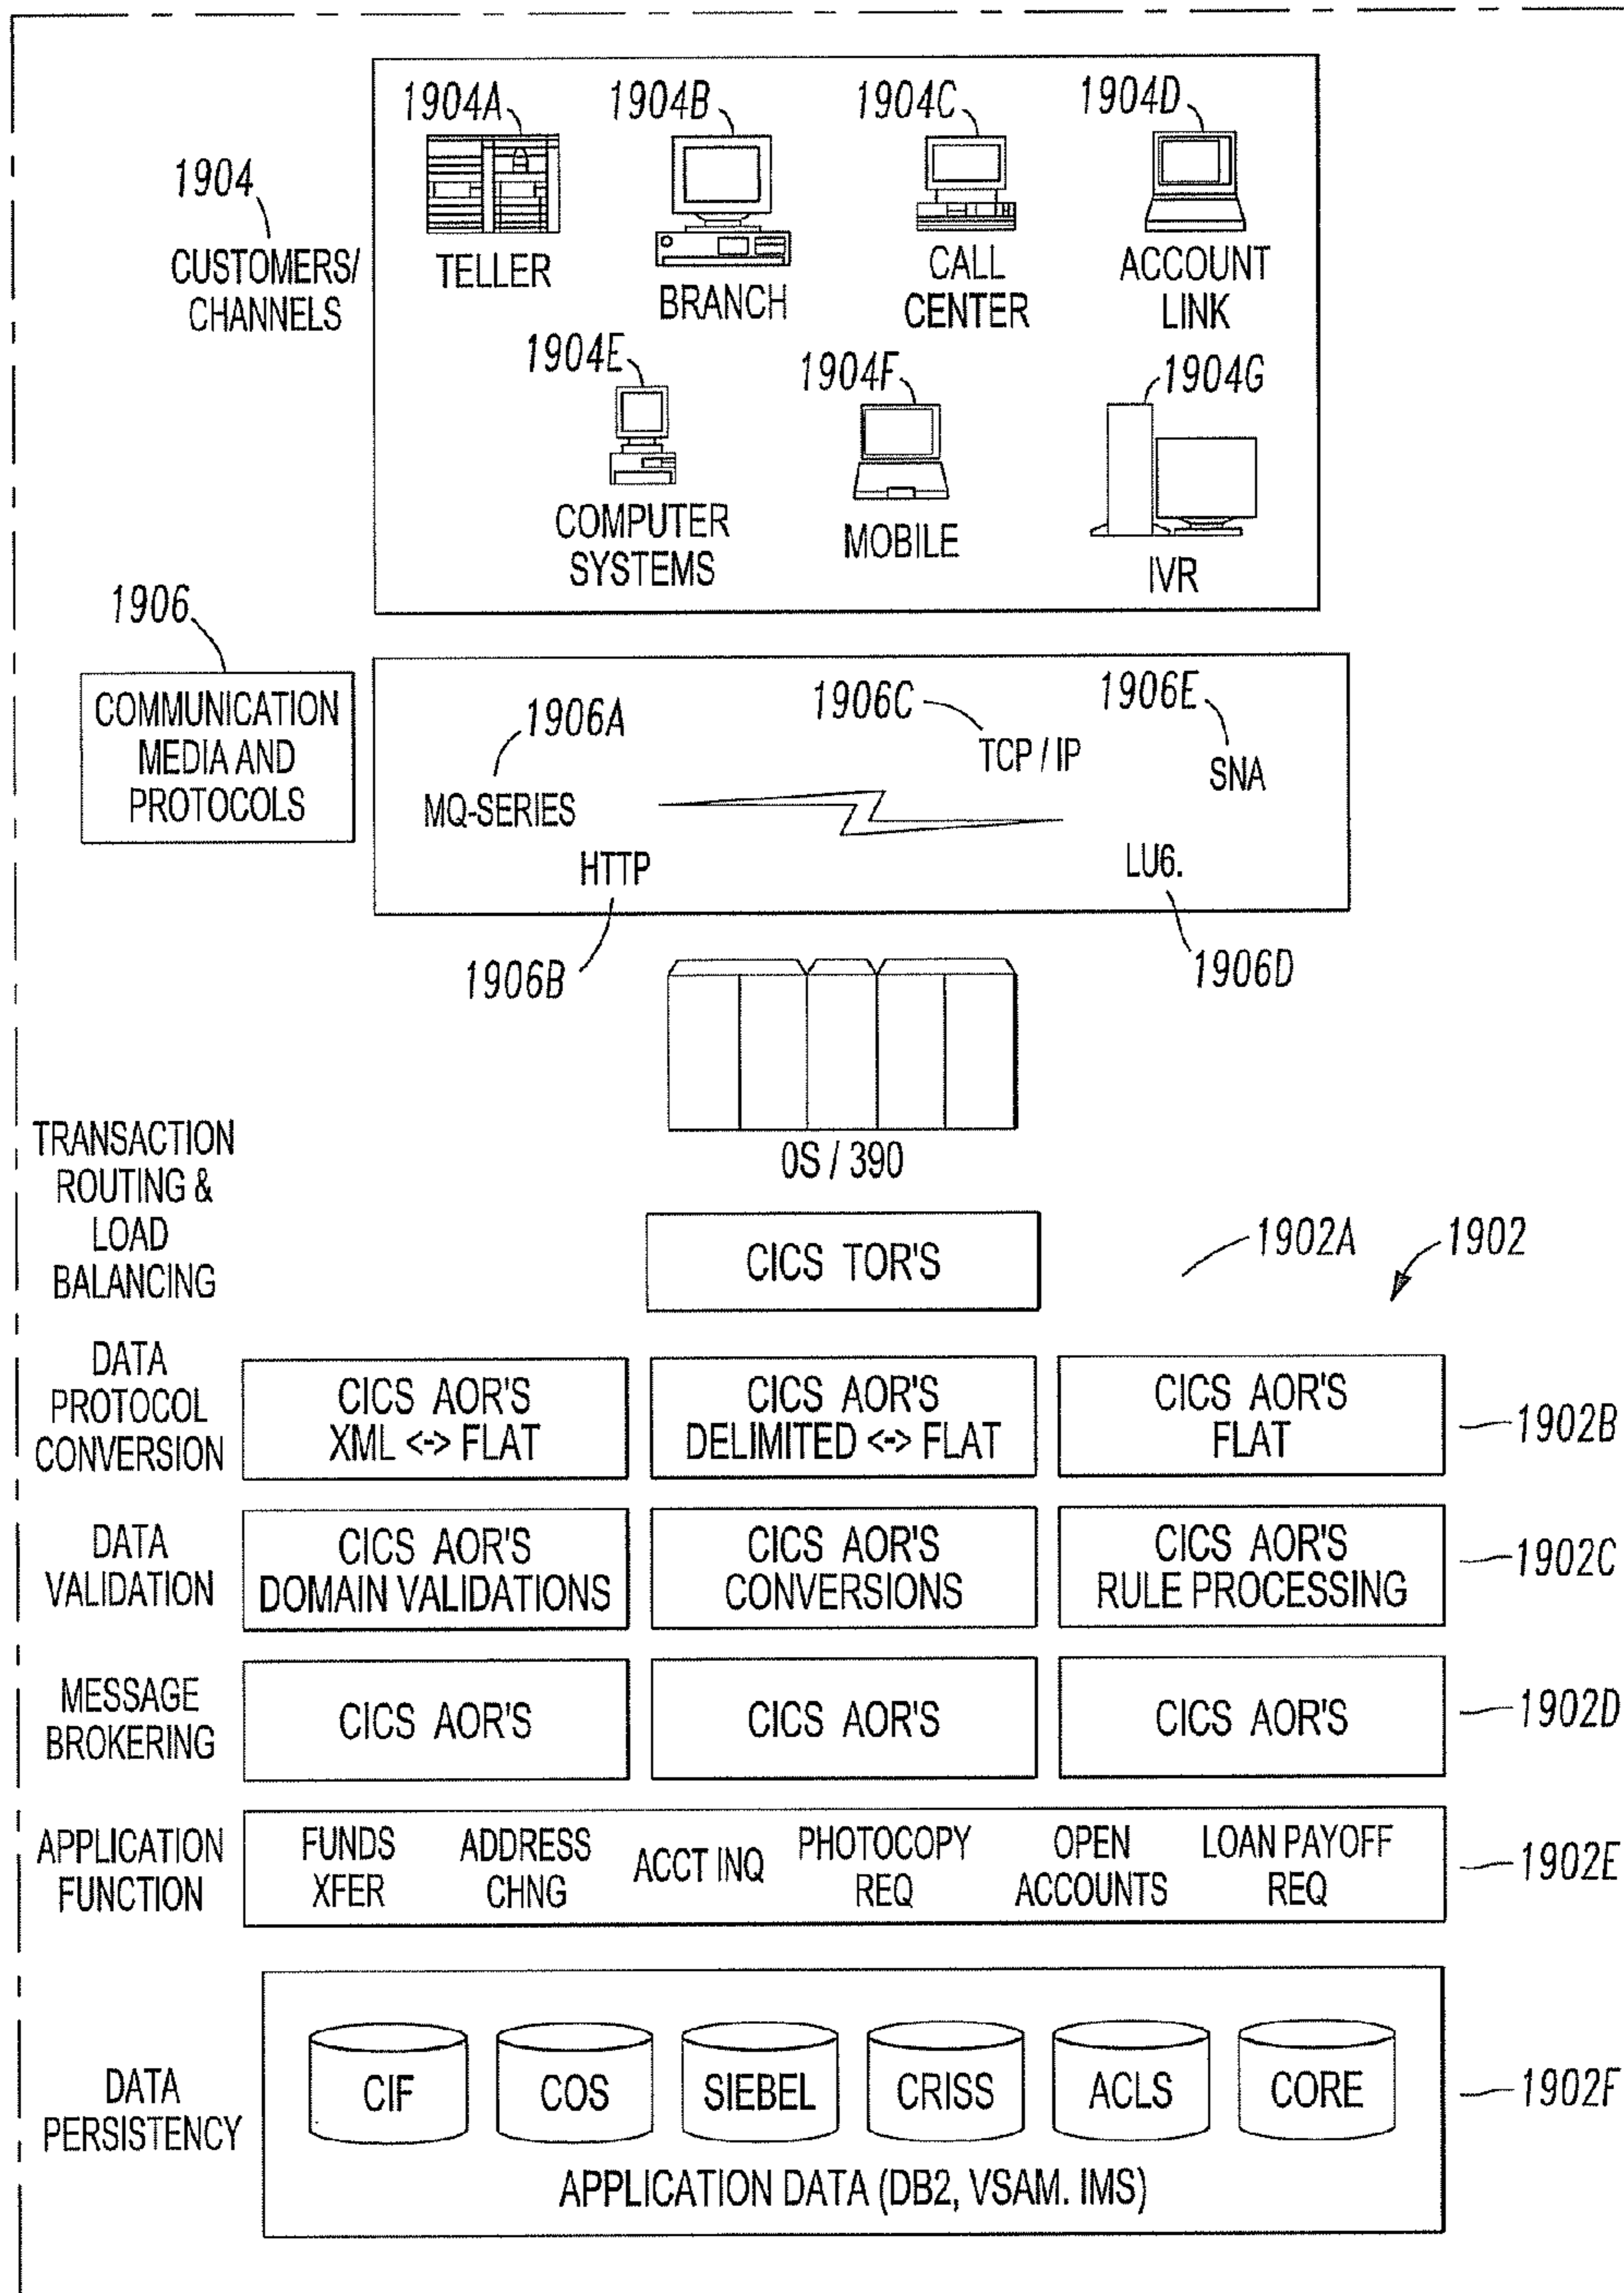 1904A
1904B
1904C
1904D
1904
CUSTOMERS/
CHANNELS
TELLER
BRANCH
CALL
CENTER
ACCOUNT
LINK
1904E
1904F
1904G
COMPUTER
SYSTEMS
MOBILE
IVR
1906
COMMUNICATION
MEDIA AND
PROTOCOLS
1906A
1906C
1906E
MQ-SERIES
TCP / IP
SNA
HTTP
LU6.
1906B
1906D
OS / 390
TRANSACTION
ROUTING &
LOAD
BALANCING
CICS TOR'S
1902A
1902
DATA
PROTOCOL
CONVERSION
CICS AOR'S
XML <-> FLAT
CICS AOR'S
DELIMITED <-> FLAT
CICS AOR'S
FLAT
1902B
DATA
VALIDATION
CICS AOR'S
DOMAIN VALIDATIONS
CICS AOR'S
CONVERSIONS
CICS AOR'S
RULE PROCESSING
1902C
MESSAGE
BROKERING
CICS AOR'S
CICS AOR'S
CICS AOR'S
1902D
APPLICATION
FUNCTION
FUNDS
XFER
ADDRESS
CHNG
ACCT INQ
PHOTOCOPY
REQ
OPEN
ACCOUNTS
LOAN PAYOFF
REQ
1902E
DATA
PERSISTENCY
CIF
COS
SIEBEL
CRISS
ACLS
CORE
APPLICATION DATA (DB2, VSAM. IMS)
1902F